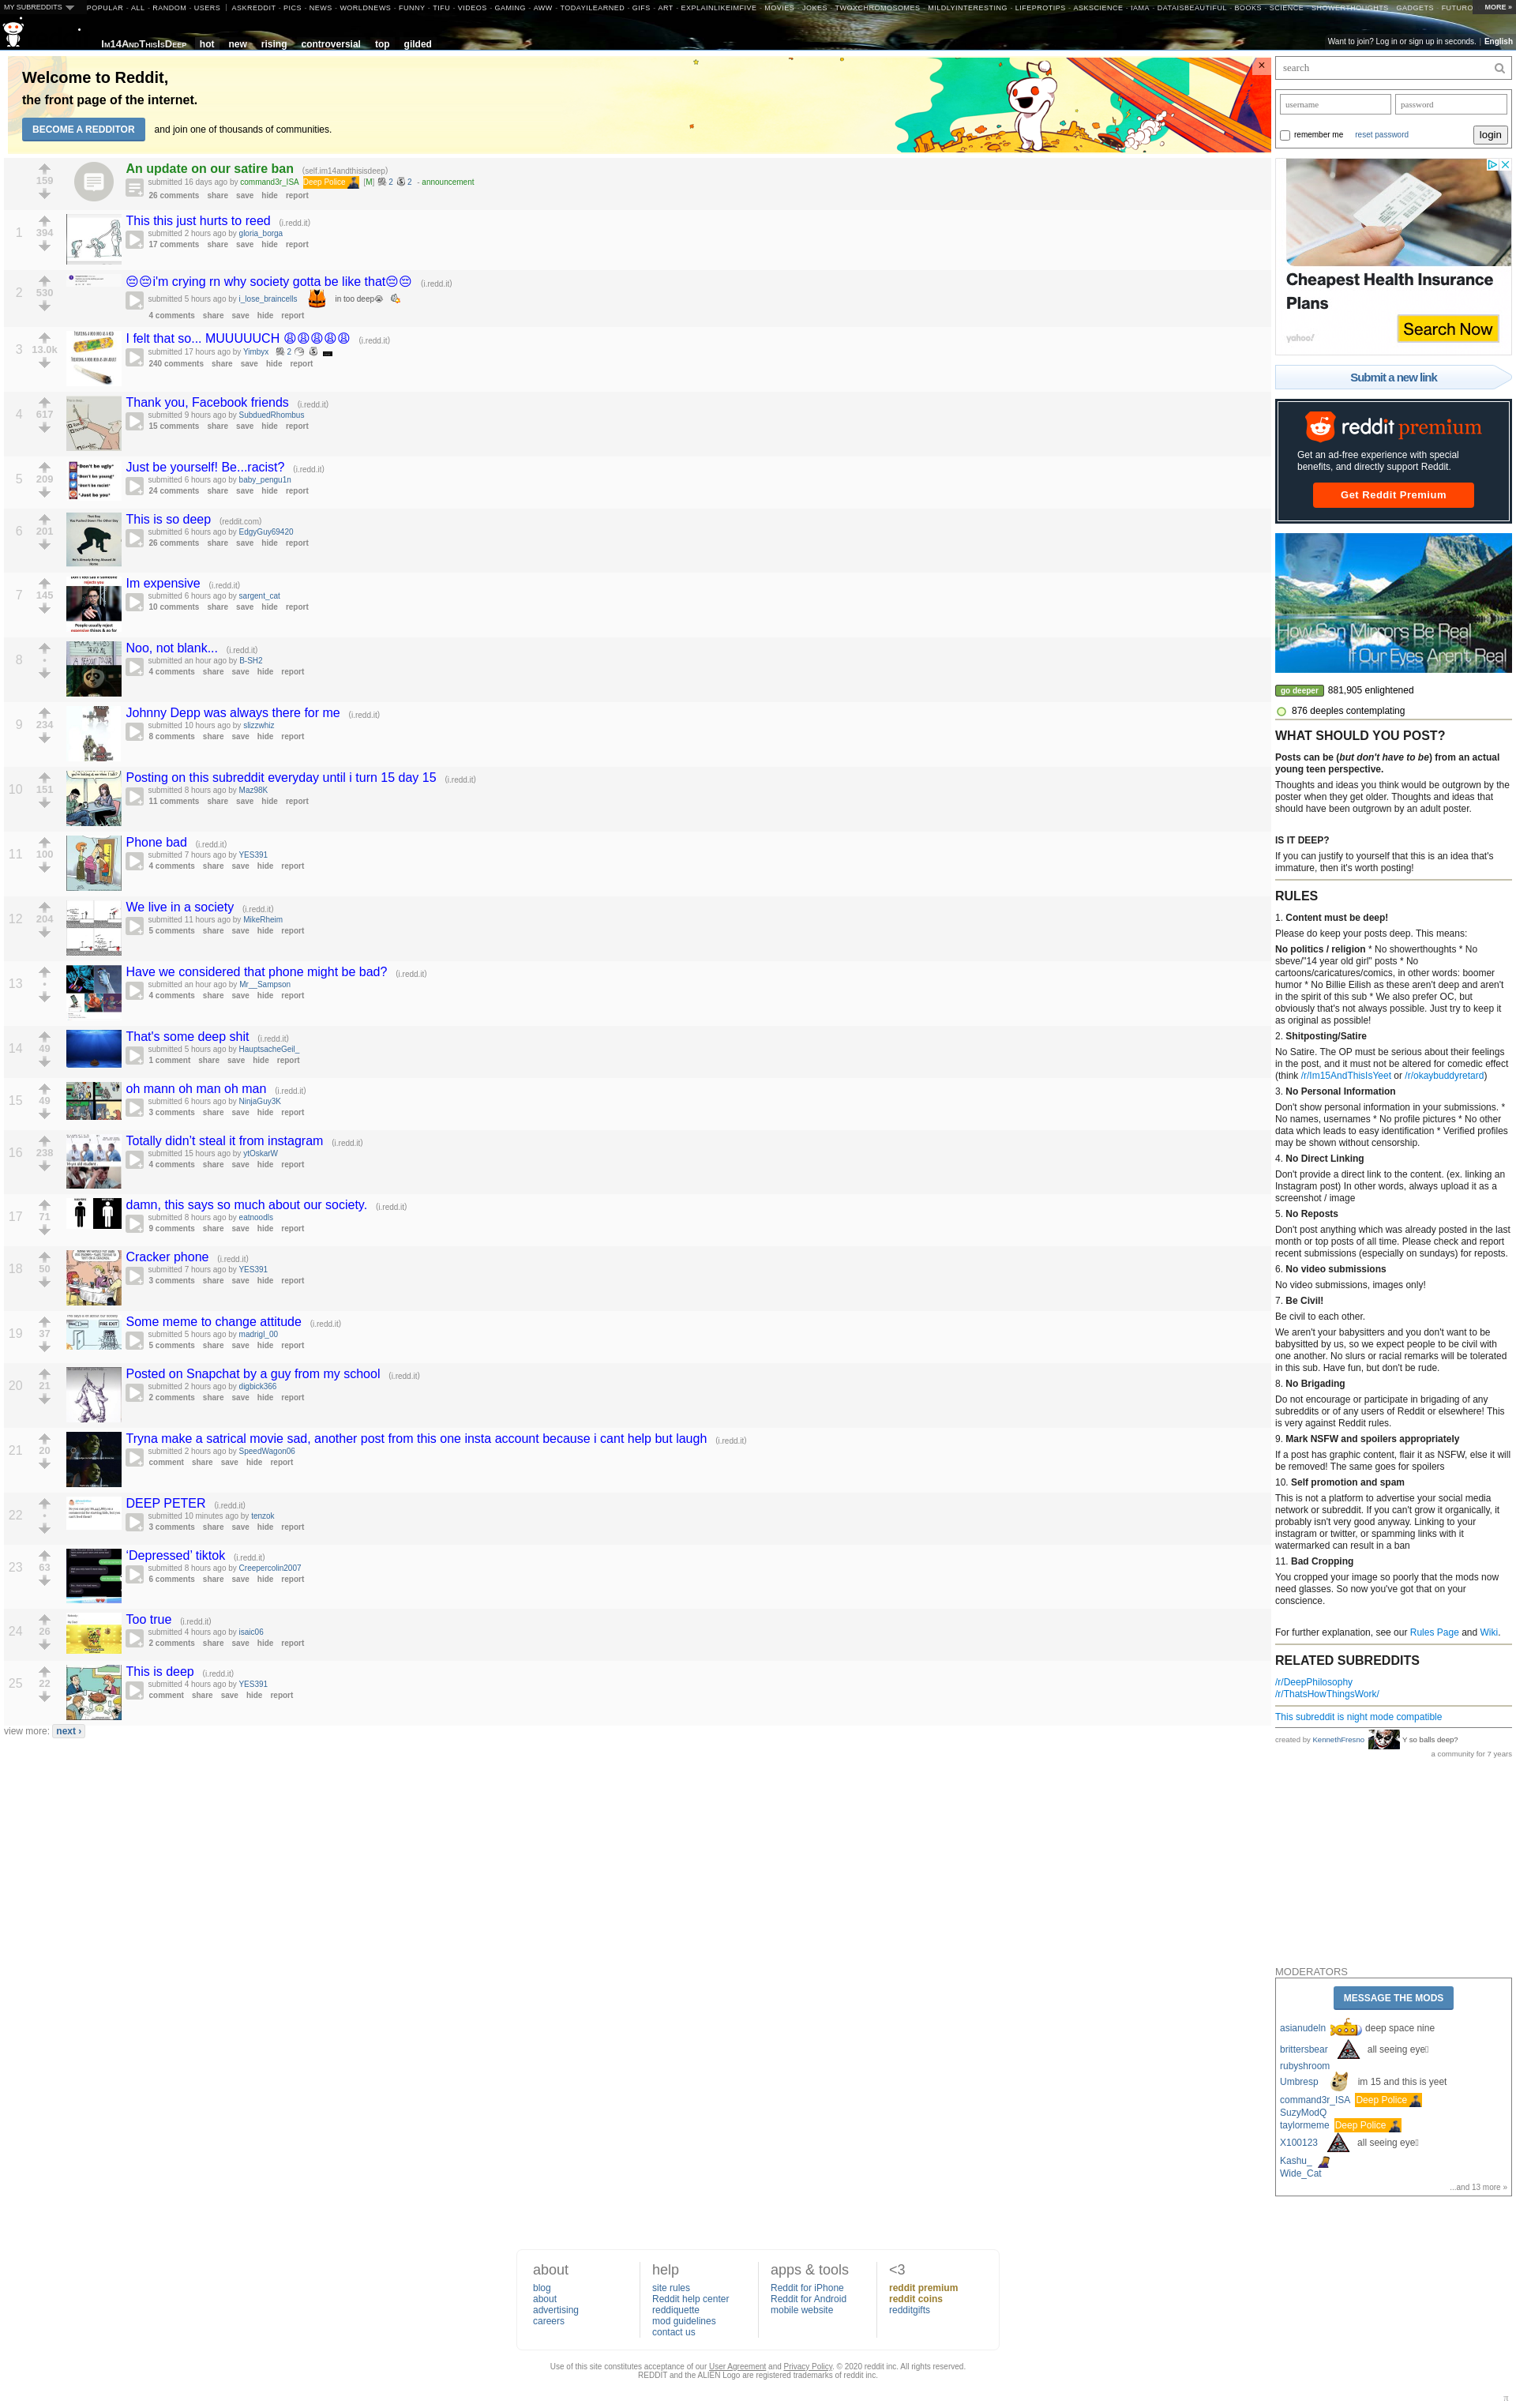 MY SUBREDDITS POPULAR - ALL - RANDOM - USERS | ASKREDDIT - PICS - NEWS - WORLDNEWS - FUNNY - TIFU - VIDEOS - GAMING - AWW - TODAYILEARNED - GIFS - ART - EXPLAINLIKEIMFIVE - MOVIES - JOKES - TWOXCHROMOSOMES - MILDLYINTERESTING - LIFEPROTIPS - ASKSCIENCE - IAMA - DATAISBEAUTIFUL - BOOKS - SCIENCE - SHOWERTHOUGHTS - GADGETS - FUTURO MORE »
Im14AndThisIsDeep hot new rising controversial top gilded
Want to join? Log in or sign up in seconds. | English
Welcome to Reddit,
the front page of the internet.
BECOME A REDDITOR and join one of thousands of communities.
159
An update on our satire ban (self.im14andthisisdeep)
submitted 16 days ago by command3r_ISA Deep Police [M] 2 2 - announcement
26 comments share save hide report
1 394
This this just hurts to reed (i.redd.it)
submitted 2 hours ago by gloria_borga
17 comments share save hide report
2 530
😔😔i'm crying rn why society gotta be like that😔😔 (i.redd.it)
submitted 5 hours ago by i_lose_braincells in too deep😭
4 comments share save hide report
3 13.0k
I felt that so... MUUUUUCH 😩😩😩😩😩 (i.redd.it)
submitted 17 hours ago by Yimbyx 2
240 comments share save hide report
4 617
Thank you, Facebook friends (i.redd.it)
submitted 9 hours ago by SubduedRhombus
15 comments share save hide report
5 209
Just be yourself! Be...racist? (i.redd.it)
submitted 6 hours ago by baby_pengu1n
24 comments share save hide report
6 201
This is so deep (reddit.com)
submitted 6 hours ago by EdgyGuy69420
26 comments share save hide report
7 145
Im expensive (i.redd.it)
submitted 6 hours ago by sargent_cat
10 comments share save hide report
8 •
Noo, not blank... (i.redd.it)
submitted an hour ago by B-SH2
4 comments share save hide report
9 234
Johnny Depp was always there for me (i.redd.it)
submitted 10 hours ago by slizzwhiz
8 comments share save hide report
10 151
Posting on this subreddit everyday until i turn 15 day 15 (i.redd.it)
submitted 8 hours ago by Maz98K
11 comments share save hide report
11 100
Phone bad (i.redd.it)
submitted 7 hours ago by YES391
4 comments share save hide report
12 204
We live in a society (i.redd.it)
submitted 11 hours ago by MikeRheim
5 comments share save hide report
13 •
Have we considered that phone might be bad? (i.redd.it)
submitted an hour ago by Mr__Sampson
4 comments share save hide report
14 49
That's some deep shit (i.redd.it)
submitted 5 hours ago by HauptsacheGeil_
1 comment share save hide report
15 49
oh mann oh man oh man (i.redd.it)
submitted 6 hours ago by NinjaGuy3K
3 comments share save hide report
16 238
Totally didn't steal it from instagram (i.redd.it)
submitted 15 hours ago by ytOskarW
4 comments share save hide report
17 71
damn, this says so much about our society. (i.redd.it)
submitted 8 hours ago by eatnoodls
9 comments share save hide report
18 50
Cracker phone (i.redd.it)
submitted 7 hours ago by YES391
3 comments share save hide report
19 37
Some meme to change attitude (i.redd.it)
submitted 5 hours ago by madrigl_00
5 comments share save hide report
20 21
Posted on Snapchat by a guy from my school (i.redd.it)
submitted 2 hours ago by digbick366
2 comments share save hide report
21 20
Tryna make a satrical movie sad, another post from this one insta account because i cant help but laugh (i.redd.it)
submitted 2 hours ago by SpeedWagon06
comment share save hide report
22 •
DEEP PETER (i.redd.it)
submitted 10 minutes ago by tenzok
3 comments share save hide report
23 63
'Depressed' tiktok (i.redd.it)
submitted 8 hours ago by Creepercolin2007
6 comments share save hide report
24 26
Too true (i.redd.it)
submitted 4 hours ago by isaic06
2 comments share save hide report
25 22
This is deep (i.redd.it)
submitted 4 hours ago by YES391
comment share save hide report
view more: next ›
search
username password
remember me reset password login
Cheapest Health Insurance
Plans
yahoo! Search Now
Submit a new link
reddit premium
Get an ad-free experience with special
benefits, and directly support Reddit.
Get Reddit Premium
How Can Mirrors Be Real
If Our Eyes Aren't Real
go deeper 881,905 enlightened
876 deeples contemplating
WHAT SHOULD YOU POST?
Posts can be (but don't have to be) from an actual
young teen perspective.
Thoughts and ideas you think would be outgrown by the
poster when they get older. Thoughts and ideas that
should have been outgrown by an adult poster.
IS IT DEEP?
If you can justify to yourself that this is an idea that's
immature, then it's worth posting!
RULES
1. Content must be deep!
Please do keep your posts deep. This means:
No politics / religion * No showerthoughts * No
sbeve/"14 year old girl" posts * No
cartoons/caricatures/comics, in other words: boomer
humor * No Billie Eilish as these aren't deep and aren't
in the spirit of this sub * We also prefer OC, but
obviously that's not always possible. Just try to keep it
as original as possible!
2. Shitposting/Satire
No Satire. The OP must be serious about their feelings
in the post, and it must not be altered for comedic effect
(think /r/Im15AndThisIsYeet or /r/okaybuddyretard)
3. No Personal Information
Don't show personal information in your submissions. *
No names, usernames * No profile pictures * No other
data which leads to easy identification * Verified profiles
may be shown without censorship.
4. No Direct Linking
Don't provide a direct link to the content. (ex. linking an
Instagram post) In other words, always upload it as a
screenshot / image
5. No Reposts
Don't post anything which was already posted in the last
month or top posts of all time. Please check and report
recent submissions (especially on sundays) for reposts.
6. No video submissions
No video submissions, images only!
7. Be Civil!
Be civil to each other.
We aren't your babysitters and you don't want to be
babysitted by us, so we expect people to be civil with
one another. No slurs or racial remarks will be tolerated
in this sub. Have fun, but don't be rude.
8. No Brigading
Do not encourage or participate in brigading of any
subreddits or of any users of Reddit or elsewhere! This
is very against Reddit rules.
9. Mark NSFW and spoilers appropriately
If a post has graphic content, flair it as NSFW, else it will
be removed! The same goes for spoilers
10. Self promotion and spam
This is not a platform to advertise your social media
network or subreddit. If you can't grow it organically, it
probably isn't very good anyway. Linking to your
instagram or twitter, or spamming links with it
watermarked can result in a ban
11. Bad Cropping
You cropped your image so poorly that the mods now
need glasses. So now you've got that on your
conscience.
For further explanation, see our Rules Page and Wiki.
RELATED SUBREDDITS
/r/DeepPhilosophy
/r/ThatsHowThingsWork/
This subreddit is night mode compatible
created by KennethFresno Y so balls deep?
a community for 7 years
MODERATORS
MESSAGE THE MODS
asianudeln deep space nine
brittersbear all seeing eye
rubyshroom
Umbresp im 15 and this is yeet
command3r_ISA Deep Police
SuzyModQ
taylormeme Deep Police
X100123 all seeing eye
Kashu_
Wide_Cat
...and 13 more »
about
blog
about
advertising
careers
help
site rules
Reddit help center
reddiquette
mod guidelines
contact us
apps & tools
Reddit for iPhone
Reddit for Android
mobile website
<3
reddit premium
reddit coins
redditgifts
Use of this site constitutes acceptance of our User Agreement and Privacy Policy. © 2020 reddit inc. All rights reserved.
REDDIT and the ALIEN Logo are registered trademarks of reddit inc.
π